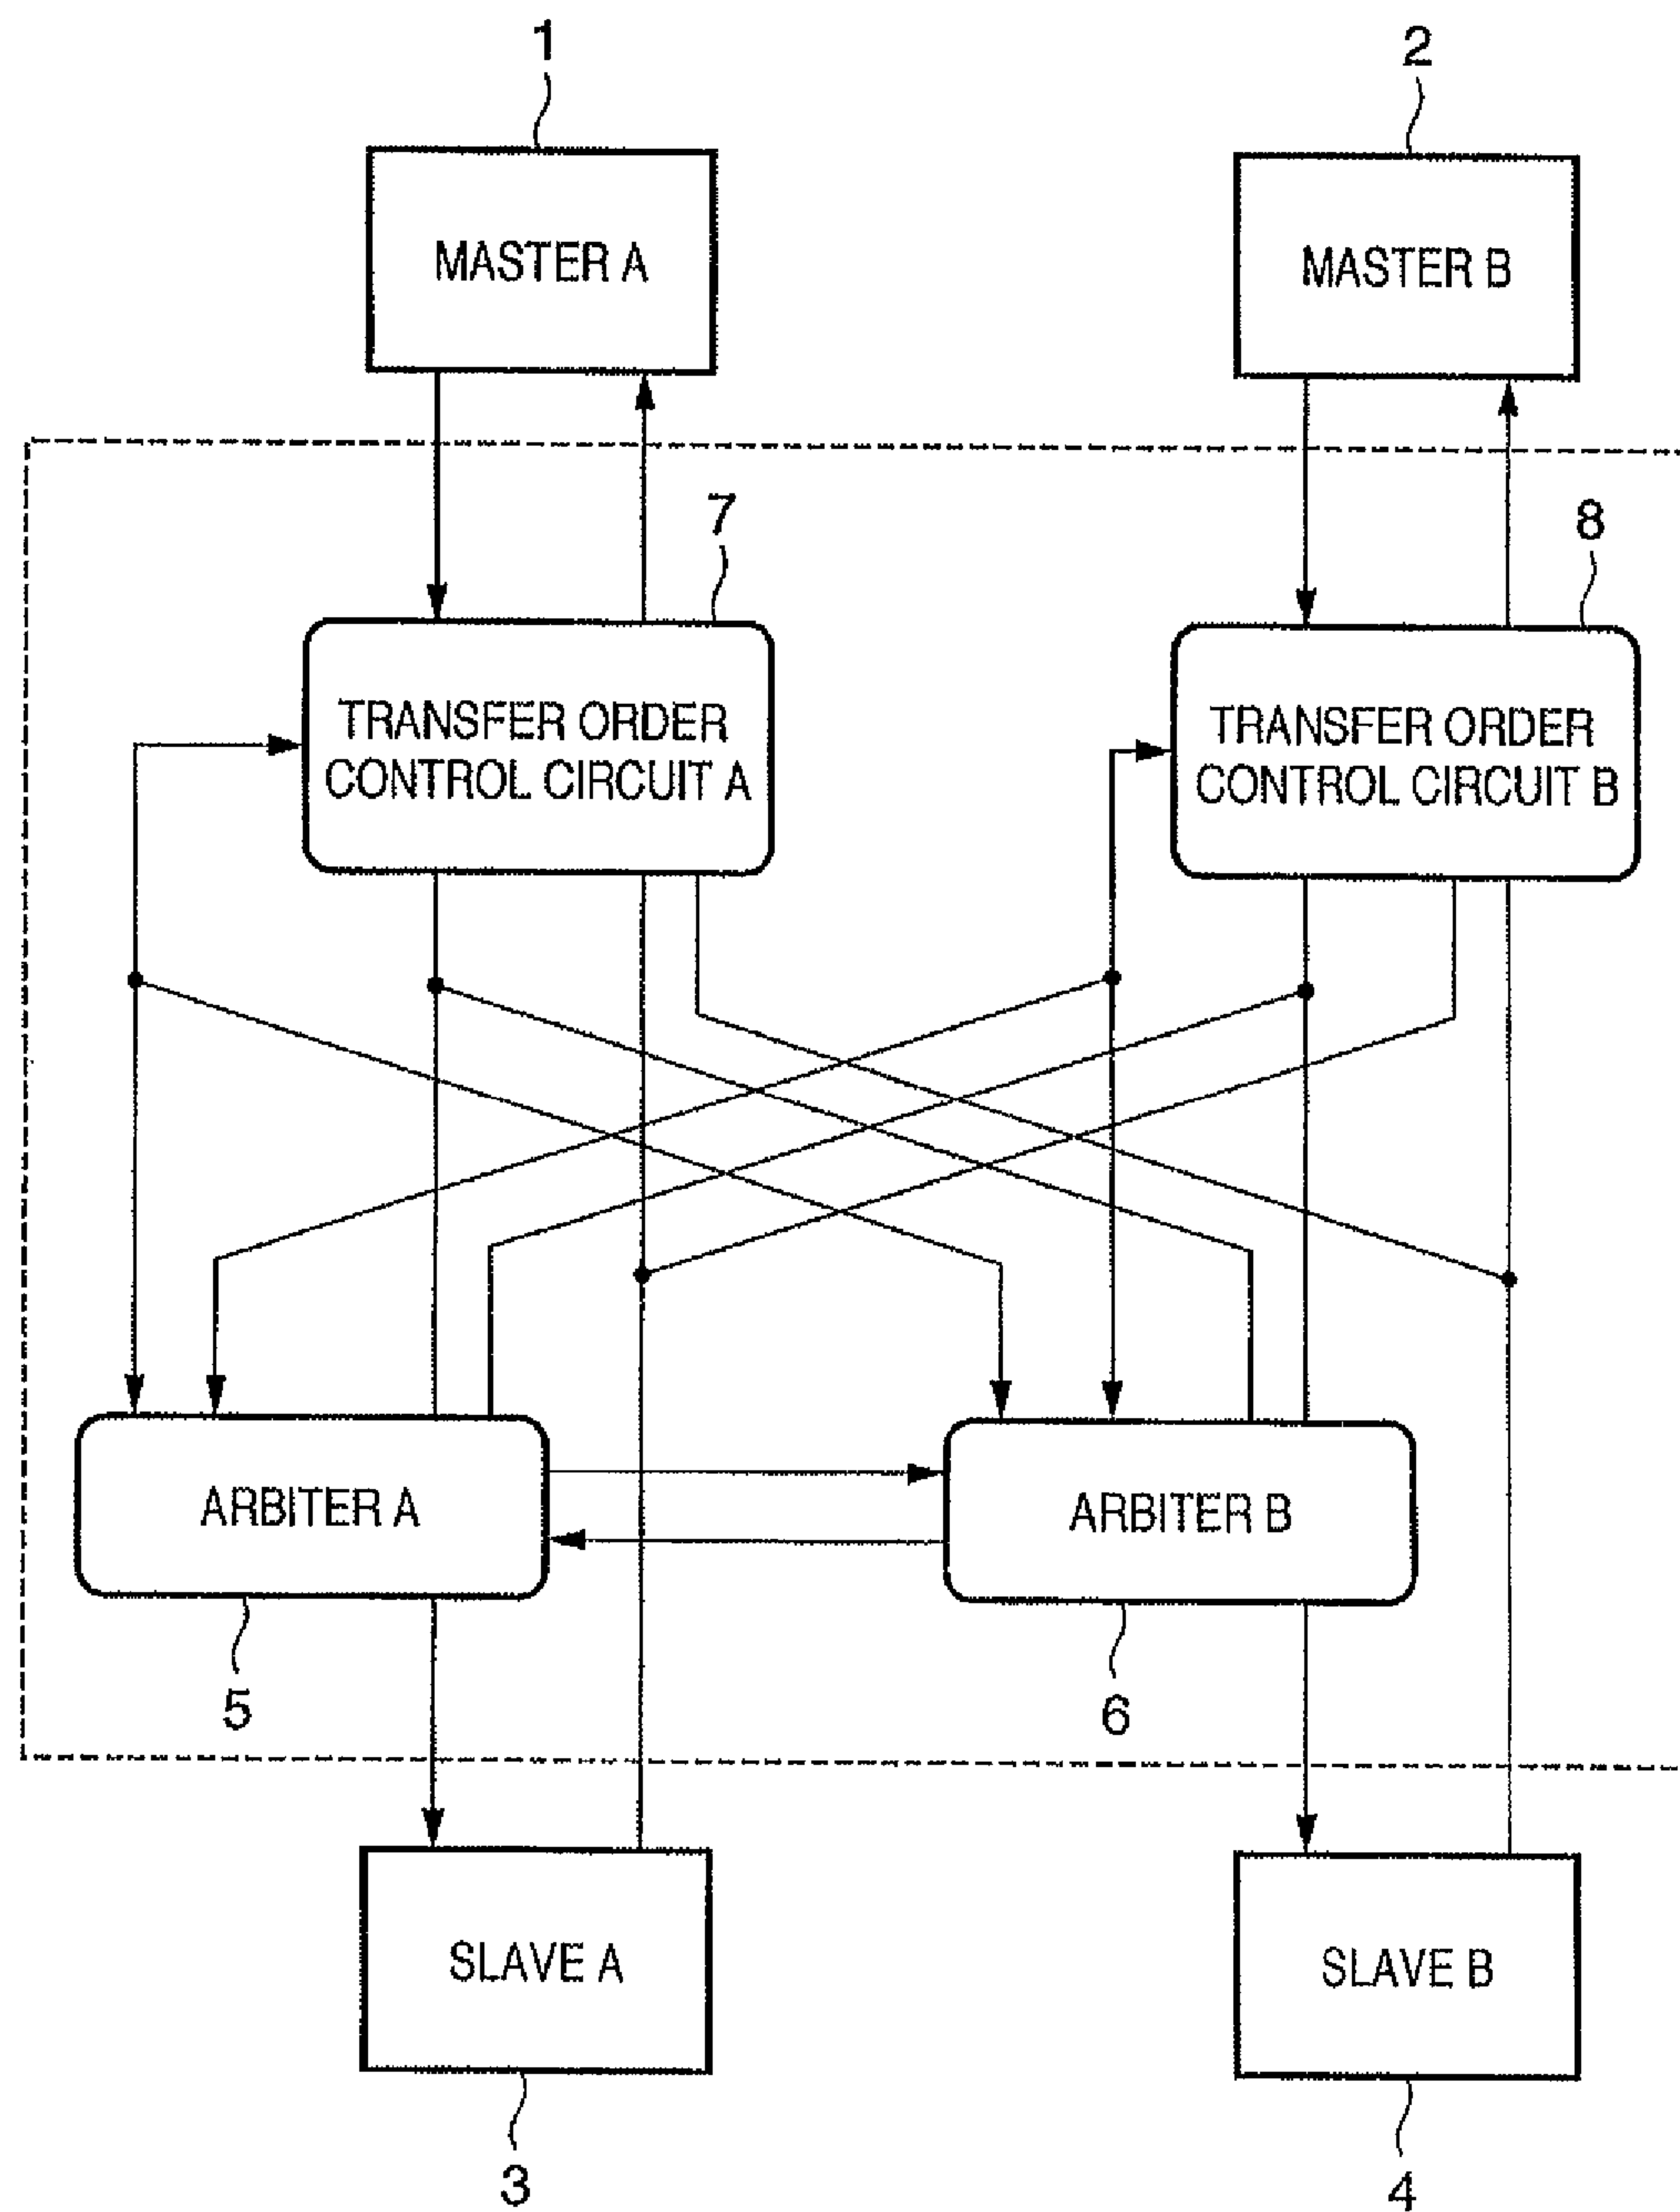 1
2
MASTER A
MASTER B
7
8
TRANSFER ORDER
CONTROL CIRCUIT A
TRANSFER ORDER
CONTROL CIRCUIT B
ARBITER A
ARBITER B
5
6
SLAVE A
SLAVE B
3
4